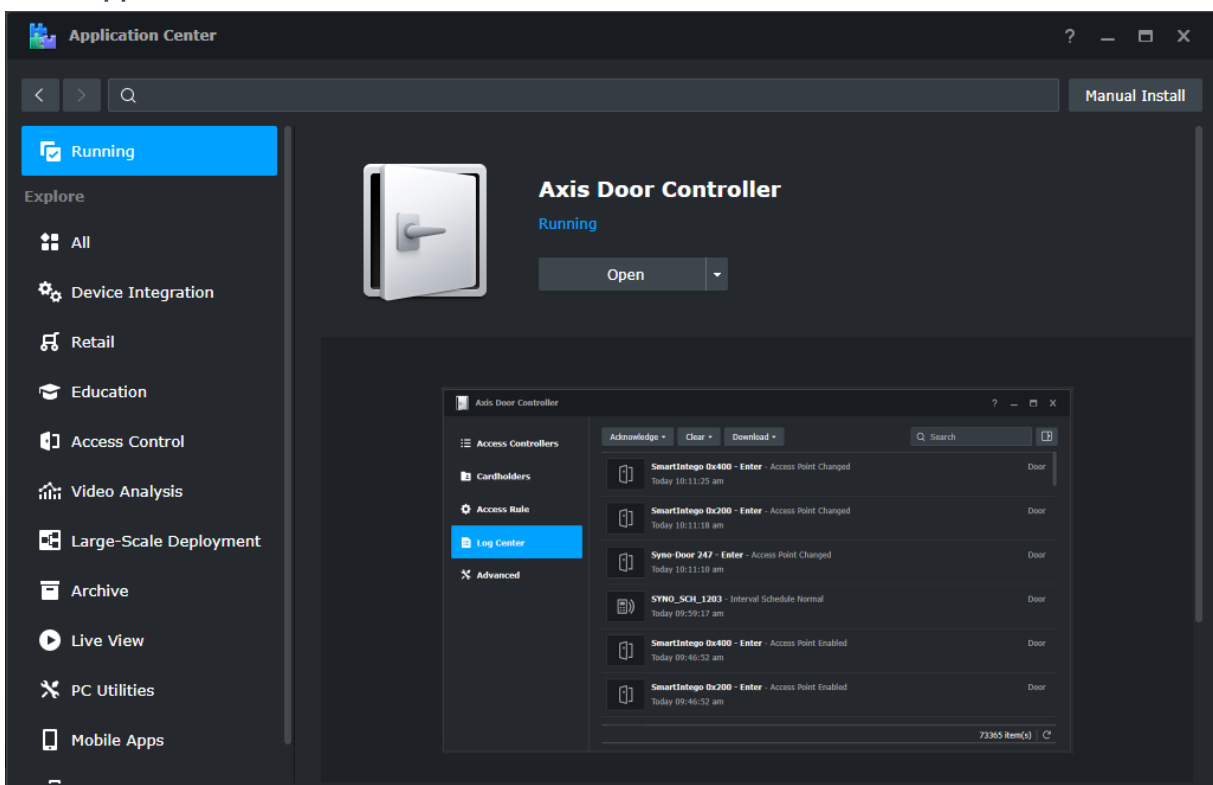 Application Center
?
Manual Install
Running
Explore
All
Device Integration
Retail
Education
Access Control
Video Analysis
Large-Scale Deployment
Archive
Live View
PC Utilities
Mobile Apps
Axis Door Controller
Running
Open
Axis Door Controller
?
Access Controllers
Cardholders
Access Rule
Log Center
Advanced
Acknowledge Clear Download Search
SmartIntego 0x400 - Enter - Access Point Changed Door
Today 10:11:25 am
SmartIntego 0x200 - Enter - Access Point Changed Door
Today 10:11:18 am
Syno-Door 247 - Enter - Access Point Changed Door
Today 10:11:10 am
SYNO_SCH_1203 - Interval Schedule Normal Door
Today 09:59:17 am
SmartIntego 0x400 - Enter - Access Point Enabled Door
Today 09:46:52 am
SmartIntego 0x200 - Enter - Access Point Enabled Door
Today 09:46:52 am
73365 item(s)